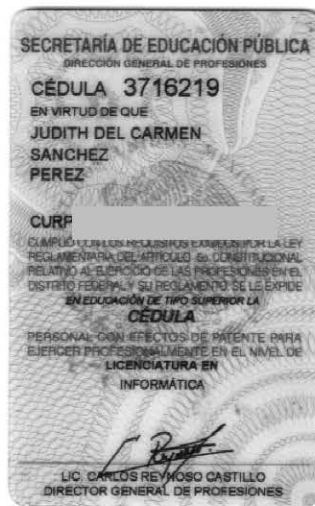 SECRETARÍA DE EDUCACIÓN PÚBLICA
DIRECCIÓN GENERAL DE PROFESIONES
CÉDULA 3716219
EN VIRTUD DE QUE
JUDITH DEL CARMEN
SANCHEZ
PEREZ
CURP
CUMPLIO CON LOS REQUISITOS EXIGIDOS POR LA LEY
REGLAMENTARIA DEL ARTICULO 5o. CONSTITUCIONAL
RELATIVO AL EJERCICIO DE LAS PROFESIONES EN EL
DISTRITO FEDERAL Y SU REGLAMENTO SE LE EXPIDE
EN EDUCACIÓN DE TIPO SUPERIOR LA
CÉDULA
PERSONAL CON EFECTOS DE PATENTE PARA
EJERCER PROFESIONALMENTE EN EL NIVEL DE
LICENCIATURA EN
INFORMÁTICA
LIC. CARLOS REYNOSO CASTILLO
DIRECTOR GENERAL DE PROFESIONES